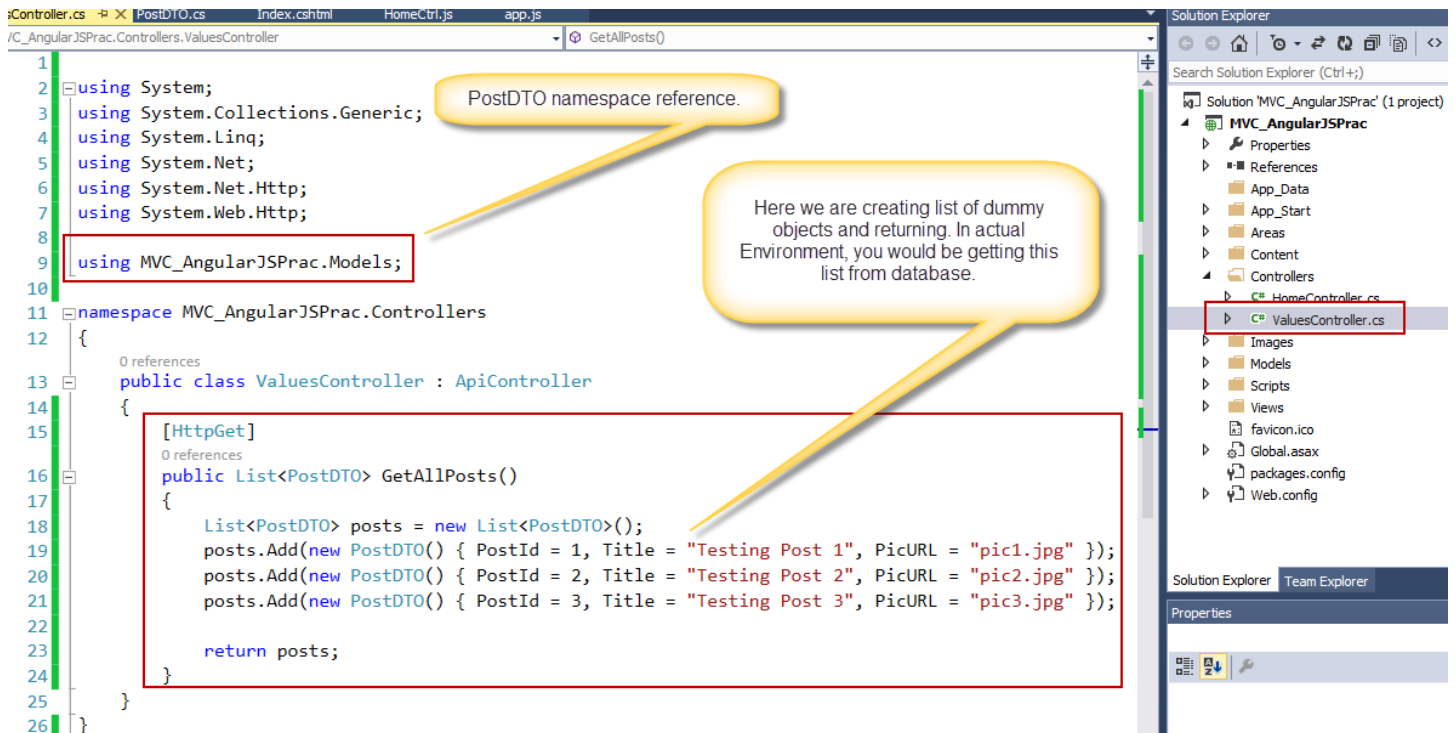 sController.cs PostDTO.cs Index.cshtml HomeCtrl.js app.js
VC_AngularJSPrac.Controllers.ValuesController GetAllPosts()
1
2 using System;
3 using System.Collections.Generic;
4 using System.Linq;
5 using System.Net;
6 using System.Net.Http;
7 using System.Web.Http;
8
9 using MVC_AngularJSPrac.Models;
10
11 namespace MVC_AngularJSPrac.Controllers
12 {
0 references
13 public class ValuesController : ApiController
14 {
15 [HttpGet]
0 references
16 public List<PostDTO> GetAllPosts()
17 {
18 List<PostDTO> posts = new List<PostDTO>();
19 posts.Add(new PostDTO() { PostId = 1, Title = "Testing Post 1", PicURL = "pic1.jpg" });
20 posts.Add(new PostDTO() { PostId = 2, Title = "Testing Post 2", PicURL = "pic2.jpg" });
21 posts.Add(new PostDTO() { PostId = 3, Title = "Testing Post 3", PicURL = "pic3.jpg" });
22
23 return posts;
24 }
25 }
26 }
PostDTO namespace reference.
Here we are creating list of dummy
objects and returning. In actual
Environment, you would be getting this
list from database.
Solution Explorer
Search Solution Explorer (Ctrl+;)
Solution 'MVC_AngularJSPrac' (1 project)
MVC_AngularJSPrac
Properties
References
App_Data
App_Start
Areas
Content
Controllers
C# HomeController.cs
C# ValuesController.cs
Images
Models
Scripts
Views
favicon.ico
Global.asax
packages.config
Web.config
Solution Explorer Team Explorer
Properties